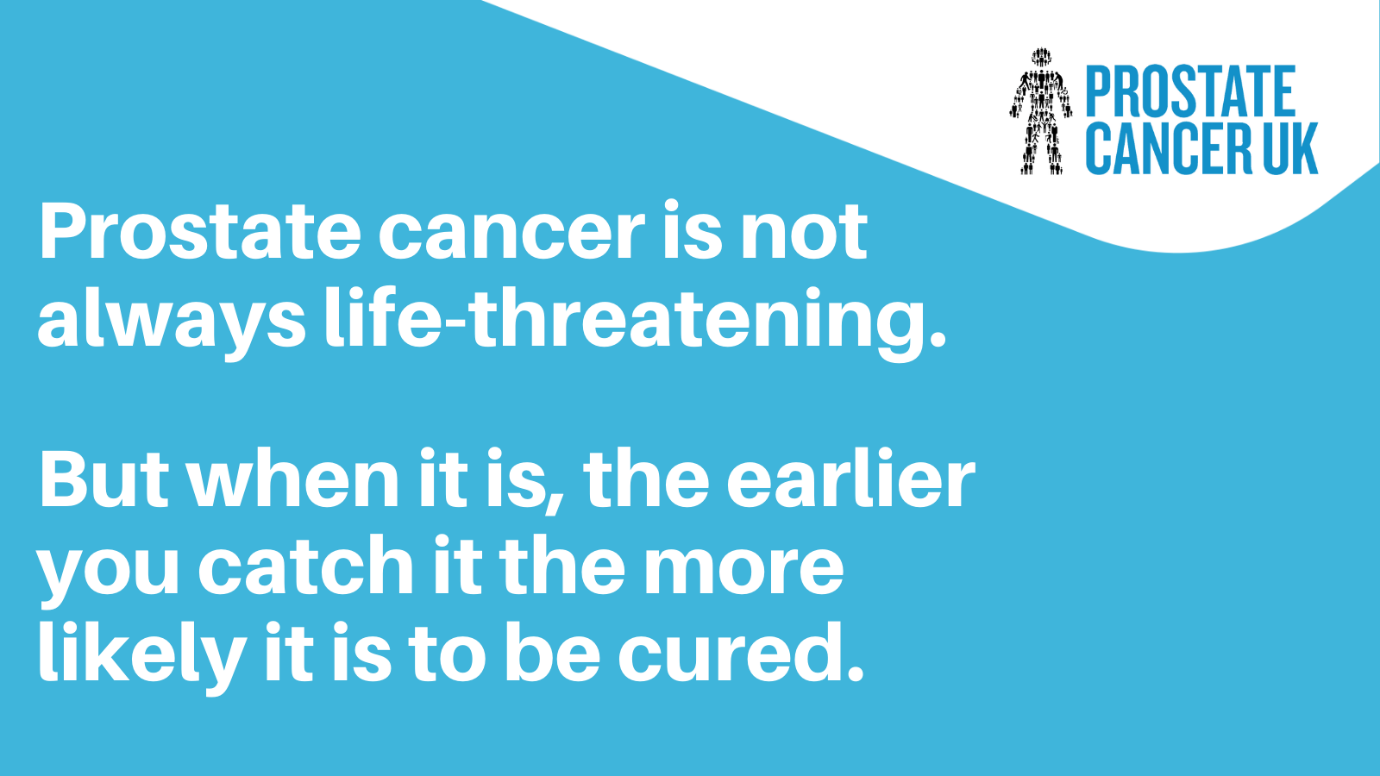 PROSTATE
CANCER UK
Prostate cancer is not
always life-threatening.
But when it is, the earlier
you catch it the more
likely it is to be cured.